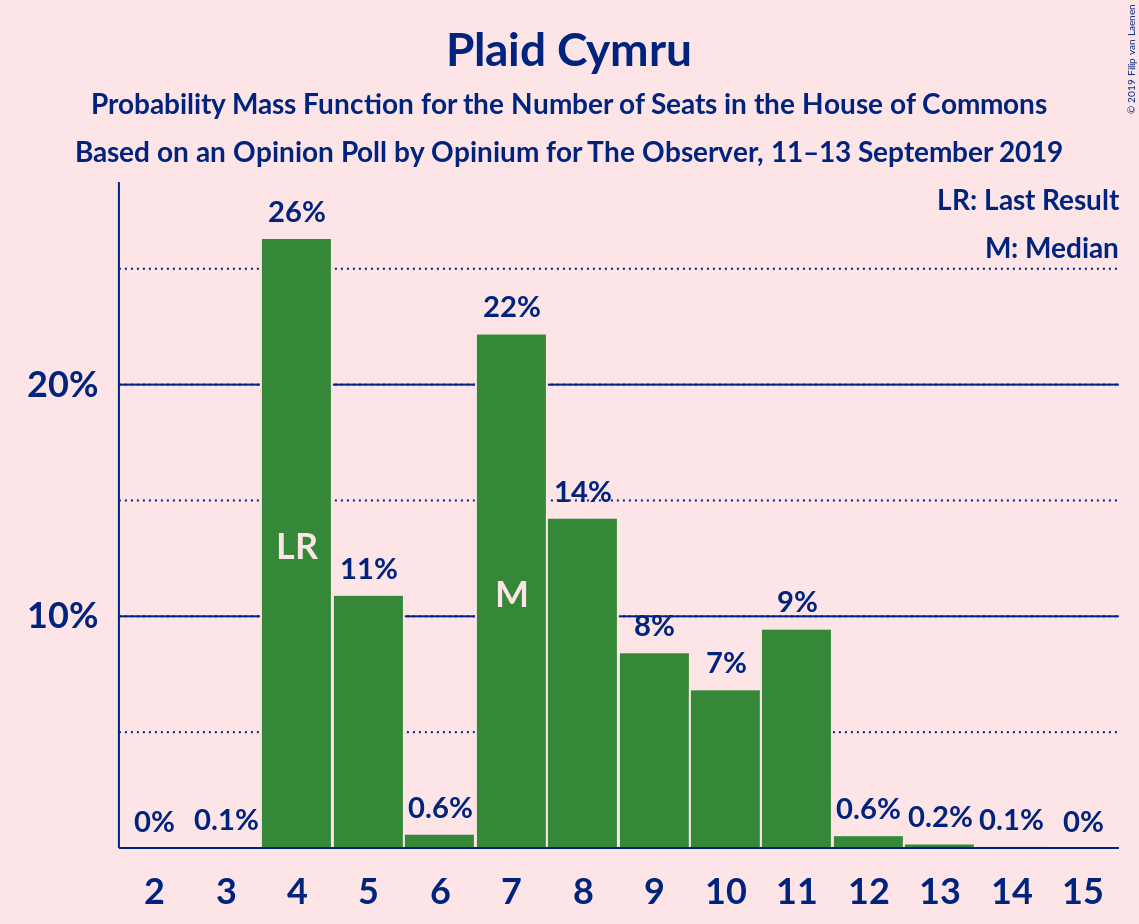 Plaid Cymru
Probability Mass Function for the Number of Seats in the House of Commons
Based on an Opinion Poll by Opinium for The Observer, 11–13 September 2019
© 2019 Filip van Laenen
LR: Last Result
M: Median
26%
22%
20%
14%
LR
11%
M
10%
9%
8%
7%
0% 0.1% 0.6% 0.6% 0.2% 0.1% 0%
2 3 4 5 6 7 8 9 10 11 12 13 14 15